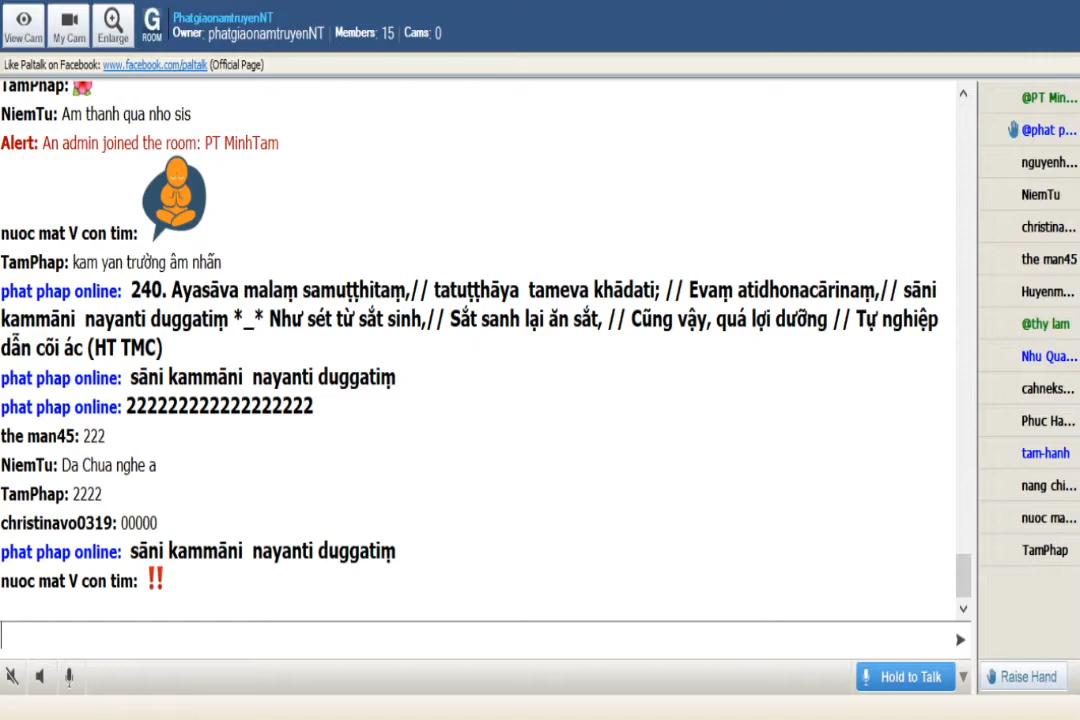 View Cam
My Cam
Enlarge
G
ROOM
PhatgiaonamtruyenNT
Owner: phatgiaonamtruyenNT | Members: 15 | Cams: 0
Like Paltalk on Facebook: www.facebook.com/paltalk (Official Page)
TamPhap:
NiemTu: Am thanh qua nho sis
Alert: An admin joined the room: PT MinhTam
nuoc mat V con tim:
TamPhap: kam yan trường âm nhấn
phat phap online: 240. Ayasāva malaṃ samuṭṭhitaṃ,// tatuṭṭhāya tameva khādati; // Evaṃ atidhonacārinaṃ,// sāni
kammāni nayanti duggatiṃ *_* Như sét từ sắt sinh,// Sắt sanh lại ăn sắt, // Cũng vậy, quá lợi dưỡng // Tự nghiệp
dẫn cõi ác (HT TMC)
phat phap online: sāni kammāni nayanti duggatiṃ
phat phap online: 222222222222222222
the man45: 222
NiemTu: Da Chua nghe a
TamPhap: 2222
christinavo0319: 00000
phat phap online: sāni kammāni nayanti duggatiṃ
nuoc mat V con tim: !!
@PT Min...
@phat p...
nguyenh...
NiemTu
christina...
the man45
Huyenm...
@thy lam
Nhu Qua...
cahneks...
Phuc Ha...
tam-hanh
nang chi...
nuoc ma...
TamPhap
Hold to Talk
Raise Hand